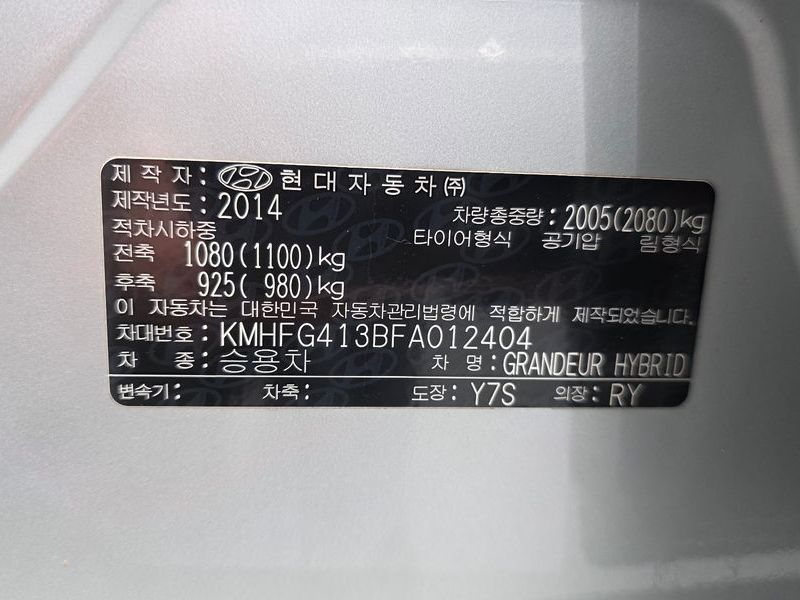 제 작 자 : 현대자동차(주)
제작년도 : 2014 차량총중량 : 2005(2080)kg
적차시하중 타이어형식 공기압 림형식
전축 1080(1100)kg
후축 925( 980)kg
이 자동차는 대한민국 자동차관리법령에 적합하게 제작되었습니다.
차대번호 : KMHFG413BFA012404
차 종 : 승용차 차 명 : GRANDEUR HYBRID
변속기 : 차축 : 도장 : Y7S 의장 : RY